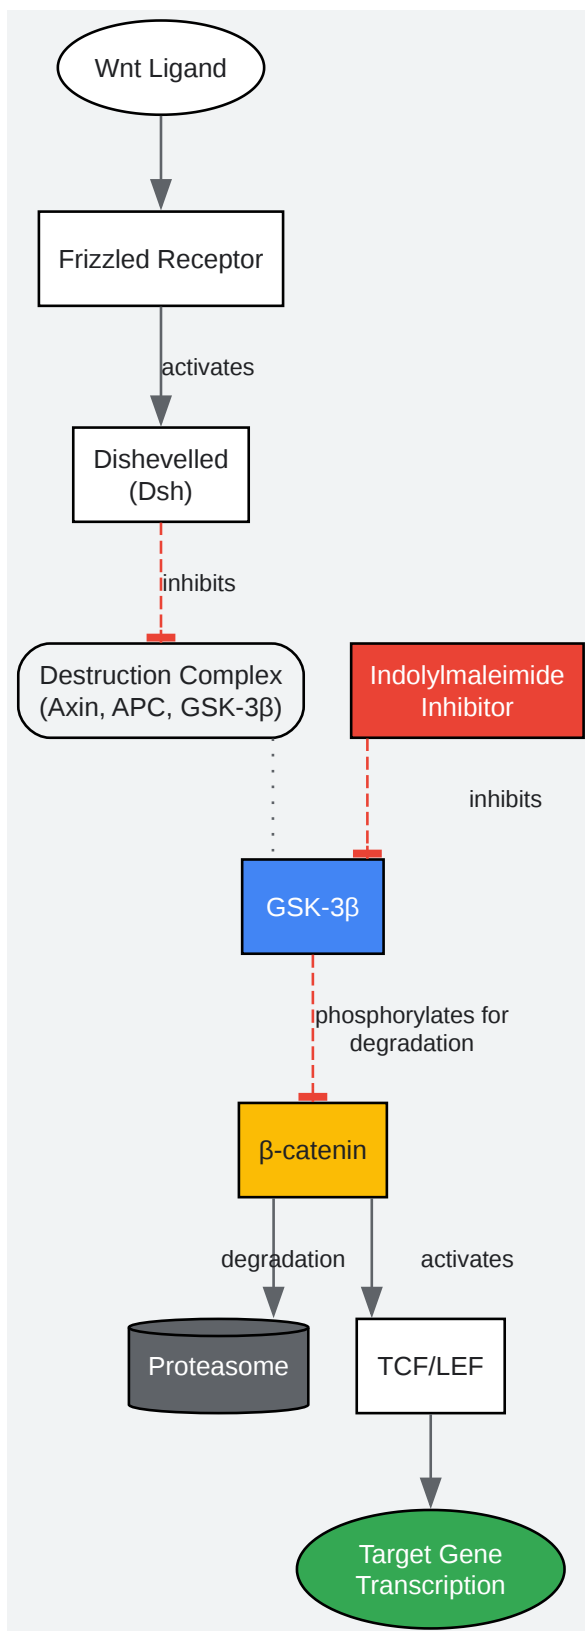 Wnt Ligand
Frizzled Receptor
activates
Dishevelled
(Dsh)
inhibits
Destruction Complex
(Axin, APC, GSK-3β)
Indolylmaleimide
Inhibitor
inhibits
GSK-3β
phosphorylates for
degradation
β-catenin
degradation
activates
Proteasome
TCF/LEF
Target Gene
Transcription